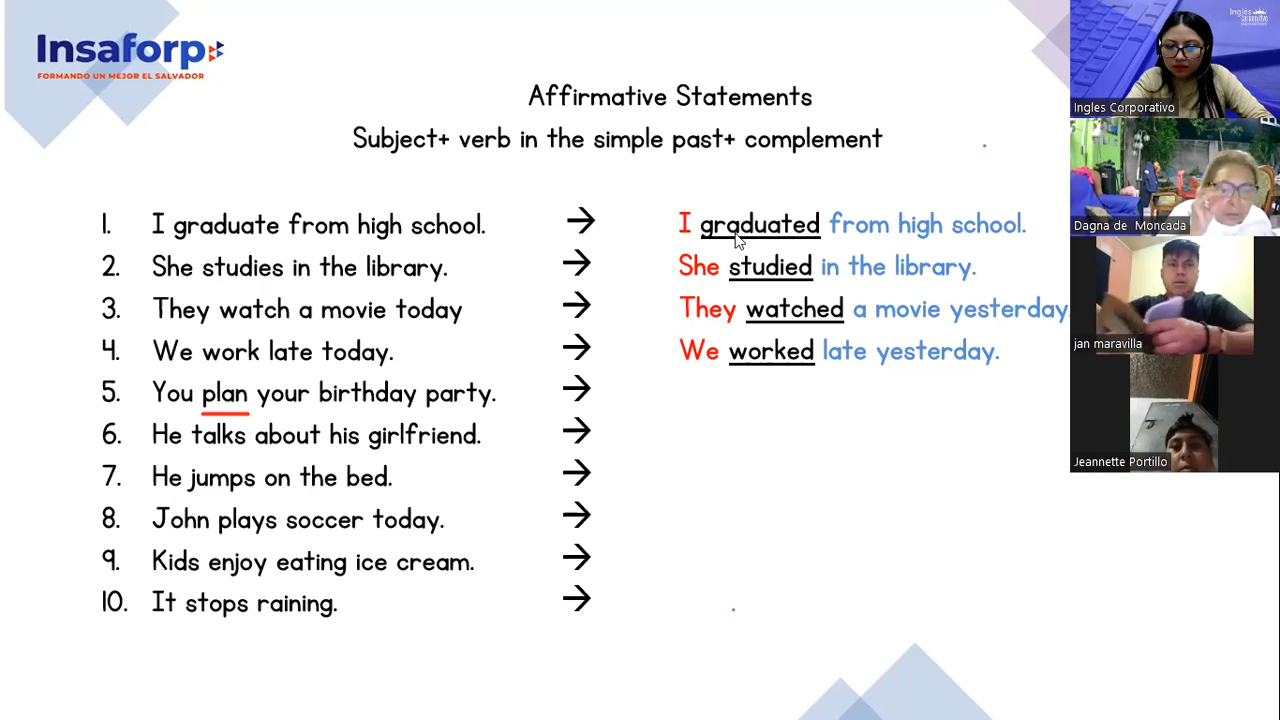 Insaforp
FORMANDO UN MEJOR EL SALVADOR
Affirmative Statements
Subject+ verb in the simple past+ complement .
1. I graduate from high school. → I graduated from high school.
2. She studies in the library. → She studied in the library.
3. They watch a movie today → They watched a movie yesterday.
4. We work late today. → We worked late yesterday.
5. You plan your birthday party. →
6. He talks about his girlfriend. →
7. He jumps on the bed. →
8. John plays soccer today. →
9. Kids enjoy eating ice cream. →
10. It stops raining. → .
Ingles Corporativo
Dagna de Moncada
jan maravilla
Jeannette Portillo